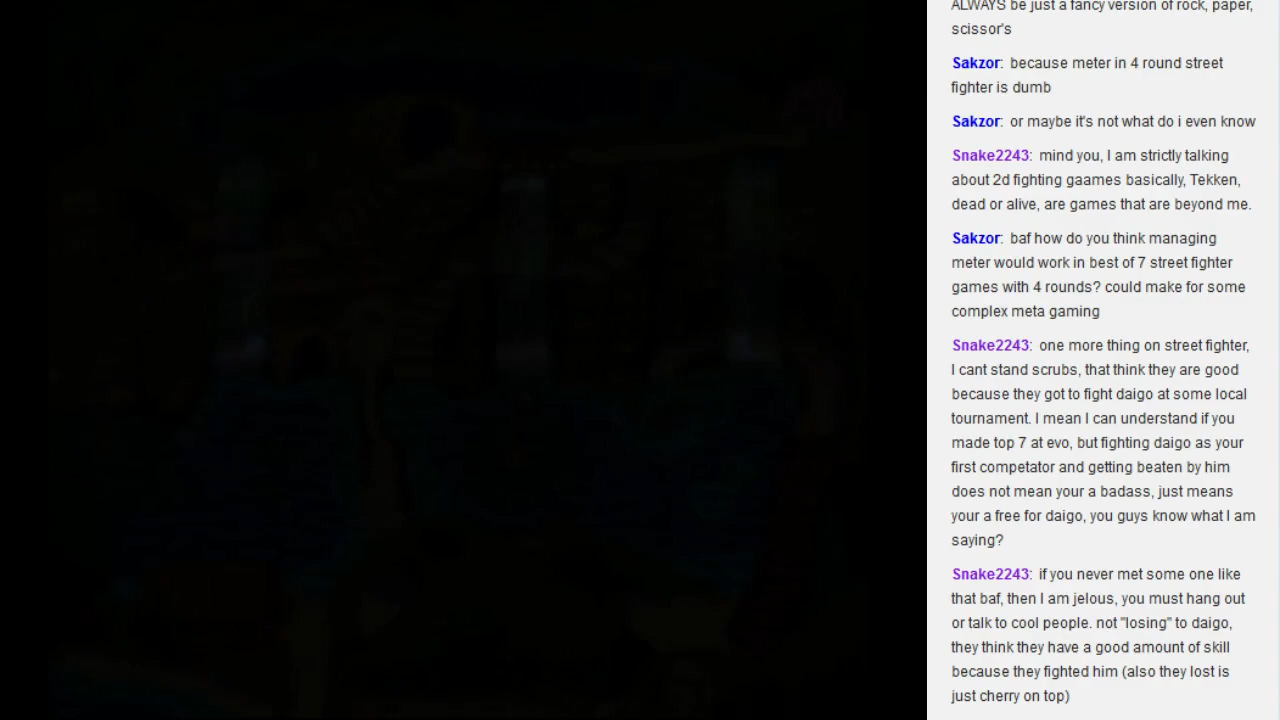 ALWAYS be just a fancy version of rock, paper,
scissor's
Sakzor: because meter in 4 round street
fighter is dumb
Sakzor: or maybe it's not what do i even know
Snake2243: mind you, I am strictly talking
about 2d fighting gaames basically, Tekken,
dead or alive, are games that are beyond me.
Sakzor: baf how do you think managing
meter would work in best of 7 street fighter
games with 4 rounds? could make for some
complex meta gaming
Snake2243: one more thing on street fighter,
I cant stand scrubs, that think they are good
because they got to fight daigo at some local
tournament. I mean I can understand if you
made top 7 at evo, but fighting daigo as your
first competator and getting beaten by him
does not mean your a badass, just means
your a free for daigo, you guys know what I am
saying?
Snake2243: if you never met some one like
that baf, then I am jelous, you must hang out
or talk to cool people. not "losing" to daigo,
they think they have a good amount of skill
because they fighted him (also they lost is
just cherry on top)